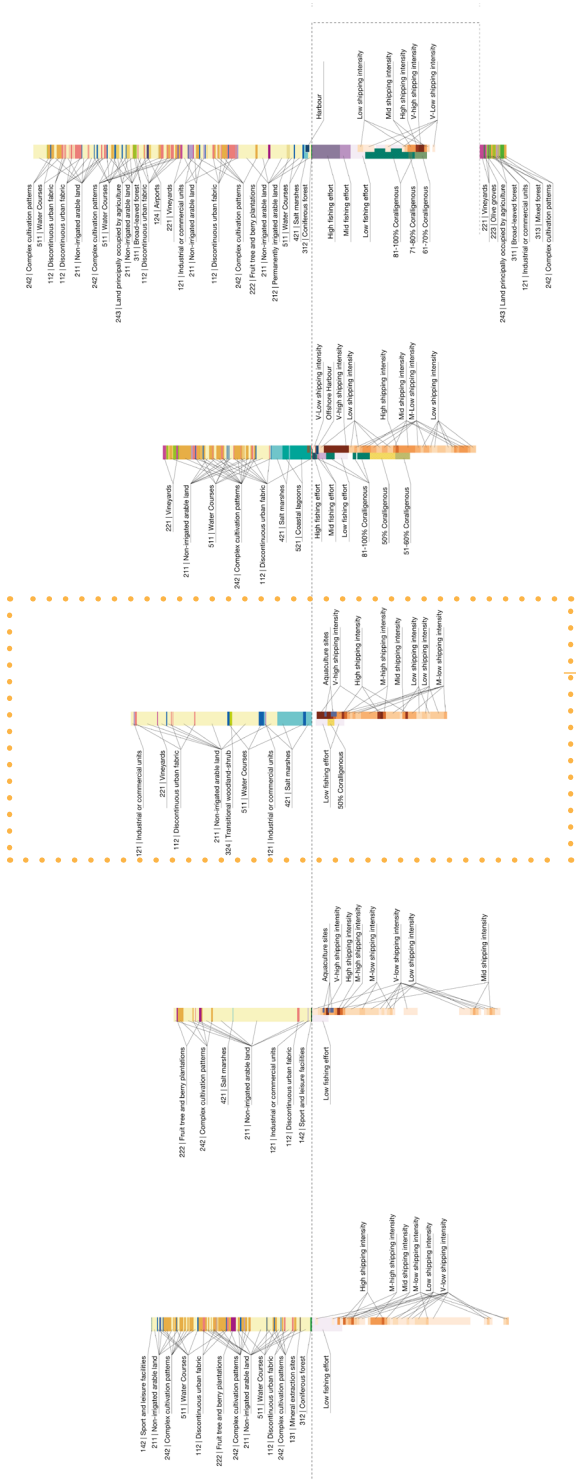 242 | Complex cultivation patterns
511 | Water Courses
112 | Discontinuous urban fabric
112 | Discontinuous urban fabric
211 | Non-irrigated arable land
242 | Complex cultivation patterns
511 | Water Courses
243 | Land principally occupied by agriculture
211 | Non-irigated arable land
311 | Broad-leaved forest
112 | Discontinuous urban fabric
124 | Airports
221 | Vineyards
121 | Industrial or commercial units
211 | Non-irigated arable land
112 | Discontinuous urban fabric
242 | Complex cultivation patterns
222 | Fruit tree and berry plantations
211 | Non-irigated arable land
212 | Permanently irrigated arable land
511 | Water Courses
421 | Salt marshes
312 | Coniferous forest
Harbour
High fishing effort
Mid fishing effort
Low fishing effort
81-100% Coralligenous
71-80% Coralligenous
61-70% Coralligenous
Low shipping intensity
Mid shipping intensity
High shipping intensity
V-high shipping intensity
V-Low shipping intensity
221 | Vineyards
223 | Olive groves
243 | Land principally occupied by agriculture
311 | Broad-leaved forest
121 | Industrial or commercial units
313 | Mixed forest
242 | Complex cultivation patterns
221 | Vineyards
211 | Non-irigated arable land
511 | Water Courses
242 | Complex cultivation patterns
112 | Discontinuous urban fabric
421 | Salt marshes
521 | Coastal lagoons
High fishing effort
Mid fishing effort
Low fishing effort
81-100% Coralligenous
50% Coralligenous
51-60% Coralligenous
V-Low shipping intensity
Offshore Harbour
V-high shipping intensity
Low shipping intensity
High shipping intensity
Mid shipping intensity
M-Low shipping intensity
Low shipping intensity
121 | Industrial or commercial units
221 | Vineyards
112 | Discontinuous urban fabric
211 | Non-irigated arable land
324 | Transitional woodland-shrub
511 | Water Courses
121 | Industrial or commercial units
421 | Salt marshes
Low fishing effort
50% Coralligenous
Aquaculture sites
V-high shipping intensity
High shipping intensity
M-high shipping intensity
Mid shipping intensity
Low shipping intensity
Low shipping intensity
M-low shipping intensity
222 | Fruit tree and berry plantations
242 | Complex cultivation patterns
421 | Salt marshes
211 | Non-irigated arable land
121 | Industrial or commercial units
112 | Discontinuous urban fabric
142 | Sport and leisure facilities
Low fishing effort
Aquaculture sites
V-high shipping intensity
High shipping intensity
M-high shipping intensity
M-low shipping intensity
V-low shipping intensity
Low shipping intensity
Mid shipping intensity
142 | Sport and leisure facilities
211 | Non-irigated arable land
242 | Complex cultivation patterns
511 | Water Courses
112 | Discontinuous urban fabric
222 | Fruit tree and berry plantations
242 | Complex cultivation patterns
211 | Non-irigated arable land
511 | Water Courses
112 | Discontinuous urban fabric
242 | Complex cultivation patterns
131 | Mineral extraction sites
312 | Coniferous forest
Low fishing effort
High shipping intensity
M-high shipping intensity
Mid shipping intensity
M-low shipping intensity
Low shipping intensity
V-low shipping intensity